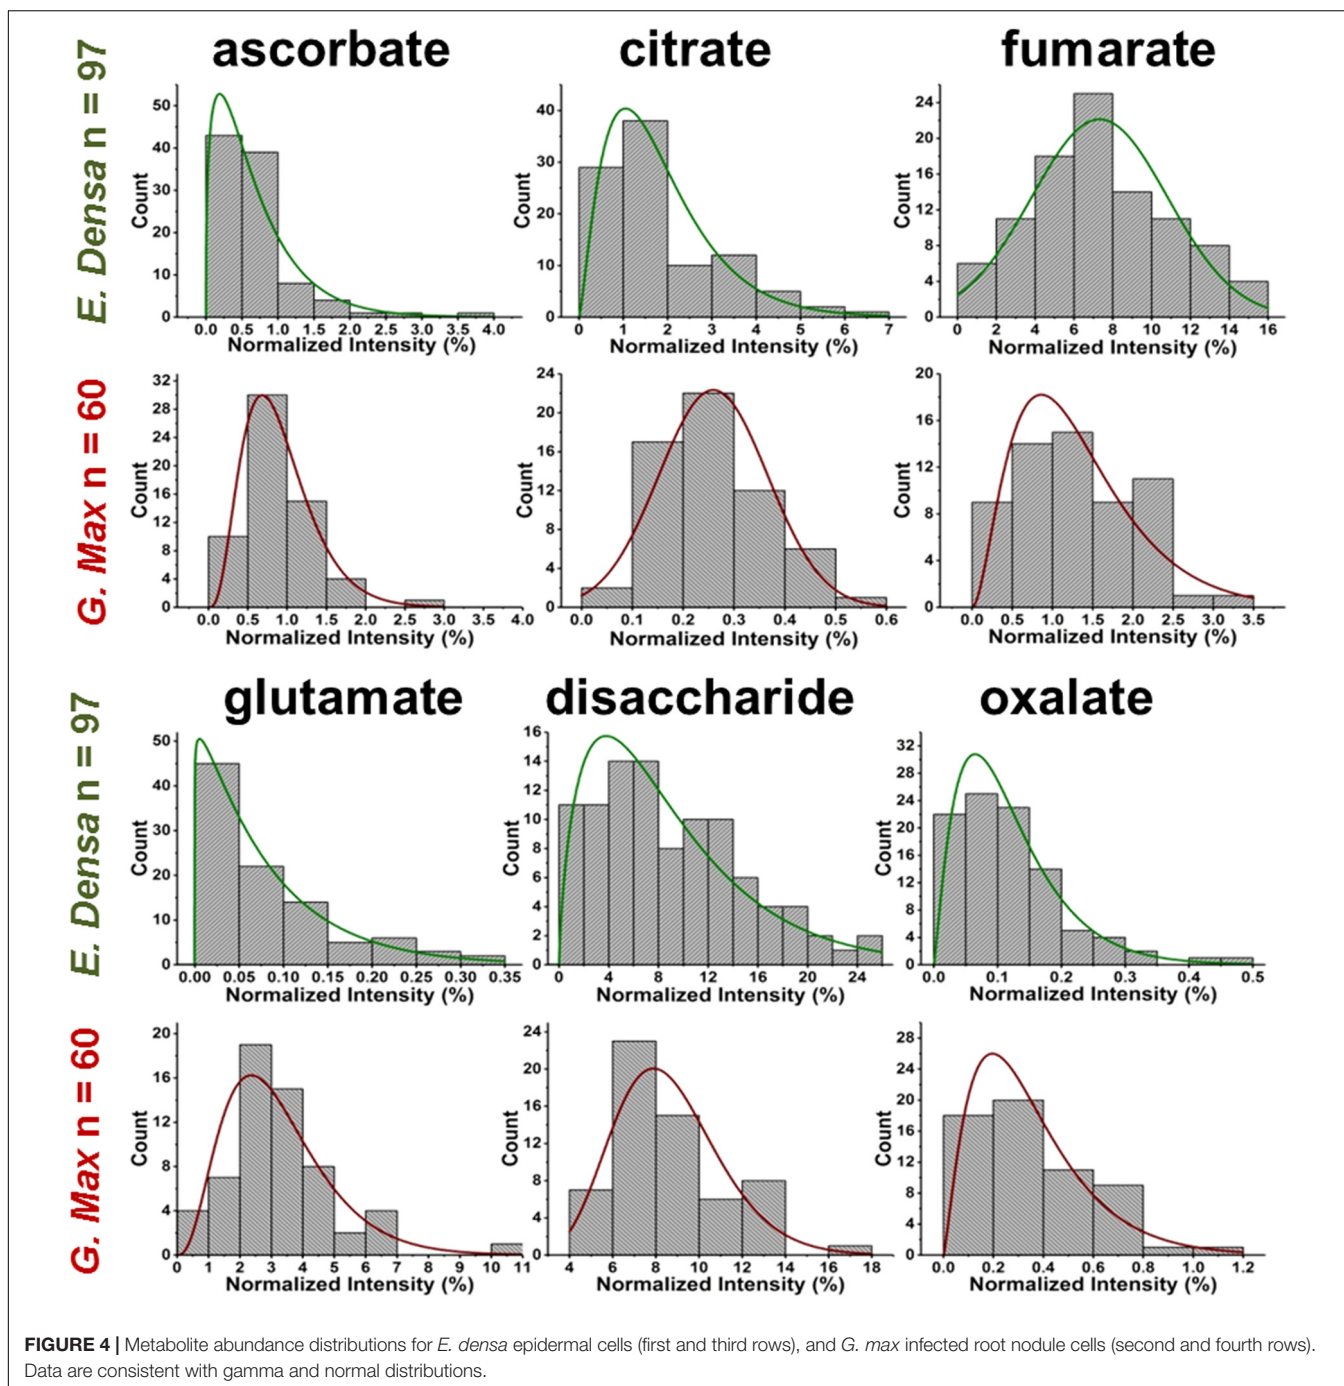 ascorbate citrate fumarate
E. Densa n = 97
Count
50
40
30
20
10
0
0.0 0.5 1.0 1.5 2.0 2.5 3.0 3.5 4.0
Normalized Intensity (%)
Count
40
30
20
10
0
0 1 2 3 4 5 6 7
Normalized Intensity (%)
Count
24
20
16
12
8
4
0
0 2 4 6 8 10 12 14 16
Normalized Intensity (%)
G. Max n = 60
Count
32
28
24
20
16
12
8
4
0
0.0 0.5 1.0 1.5 2.0 2.5 3.0 3.5 4.0
Normalized Intensity (%)
Count
24
20
16
12
8
4
0
0.0 0.1 0.2 0.3 0.4 0.5 0.6
Normalized Intensity (%)
Count
20
16
12
8
4
0
0.0 0.5 1.0 1.5 2.0 2.5 3.0 3.5
Normalized Intensity (%)
glutamate disaccharide oxalate
E. Densa n = 97
Count
50
40
30
20
10
0
0.00 0.05 0.10 0.15 0.20 0.25 0.30 0.35
Normalized Intensity (%)
Count
16
14
12
10
8
6
4
2
0
0 4 8 12 16 20 24
Normalized Intensity (%)
Count
32
28
24
20
16
12
8
4
0
0.0 0.1 0.2 0.3 0.4 0.5
Normalized Intensity (%)
G. Max n = 60
Count
20
16
12
8
4
0
0 1 2 3 4 5 6 7 8 9 10 11
Normalized Intensity (%)
Count
24
20
16
12
8
4
0
4 6 8 10 12 14 16 18
Normalized Intensity (%)
Count
28
24
20
16
12
8
4
0
0.0 0.2 0.4 0.6 0.8 1.0 1.2
Normalized Intensity (%)
FIGURE 4 | Metabolite abundance distributions for E. densa epidermal cells (first and third rows), and G. max infected root nodule cells (second and fourth rows).
Data are consistent with gamma and normal distributions.